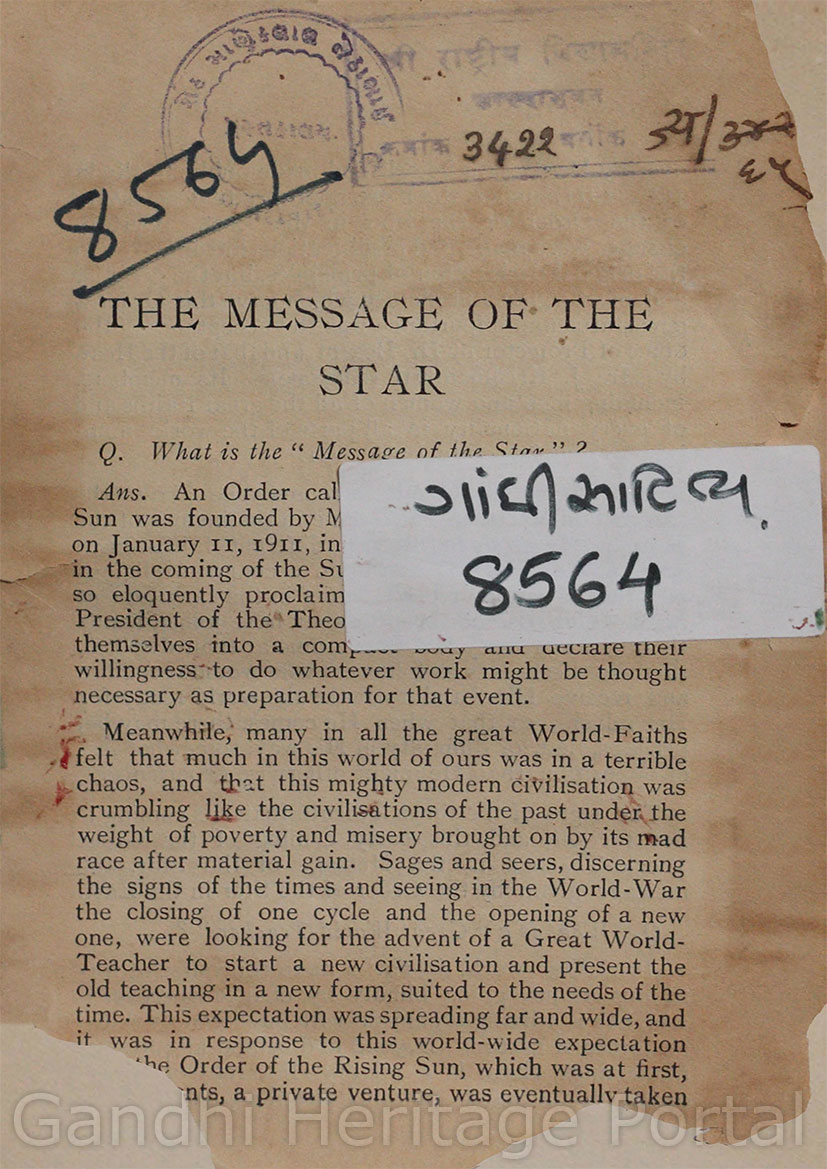 8564
3422
THE MESSAGE OF THE
STAR
Q. What is the “ Message of the Star ” ?
Ans. An Order cal
Sun was founded by M
on January 11, 1911, in
in the coming of the Su
so eloquently proclaim
President of the Theo
themselves into a compact body and declare their
willingness to do whatever work might be thought
necessary as preparation for that event.
ગાંધી સાહિત્ય.
8564
Meanwhile, many in all the great World-Faiths
felt that much in this world of ours was in a terrible
chaos, and that this mighty modern civilisation was
crumbling like the civilisations of the past under the
weight of poverty and misery brought on by its mad
race after material gain. Sages and seers, discerning
the signs of the times and seeing in the World-War
the closing of one cycle and the opening of a new
one, were looking for the advent of a Great World-
Teacher to start a new civilisation and present the
old teaching in a new form, suited to the needs of the
time. This expectation was spreading far and wide, and
it was in response to this world-wide expectation
the Order of the Rising Sun, which was at first,
nts, a private venture, was eventually taken
Gandhi Heritage Portal